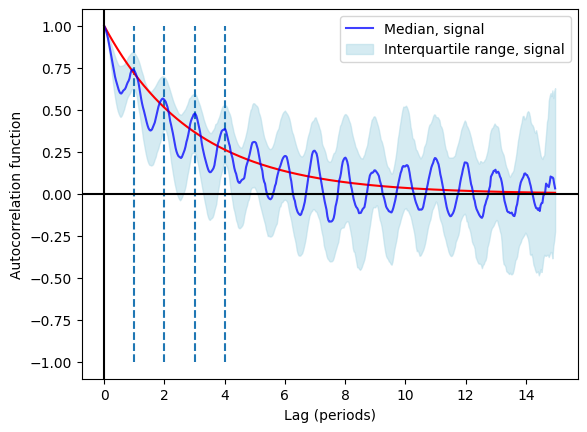 Median, signal
Interquartile range, signal
1.00
0.75
0.50
0.25
0.00
−0.25
−0.50
−0.75
−1.00
Autocorrelation function
0 2 4 6 8 10 12 14
Lag (periods)